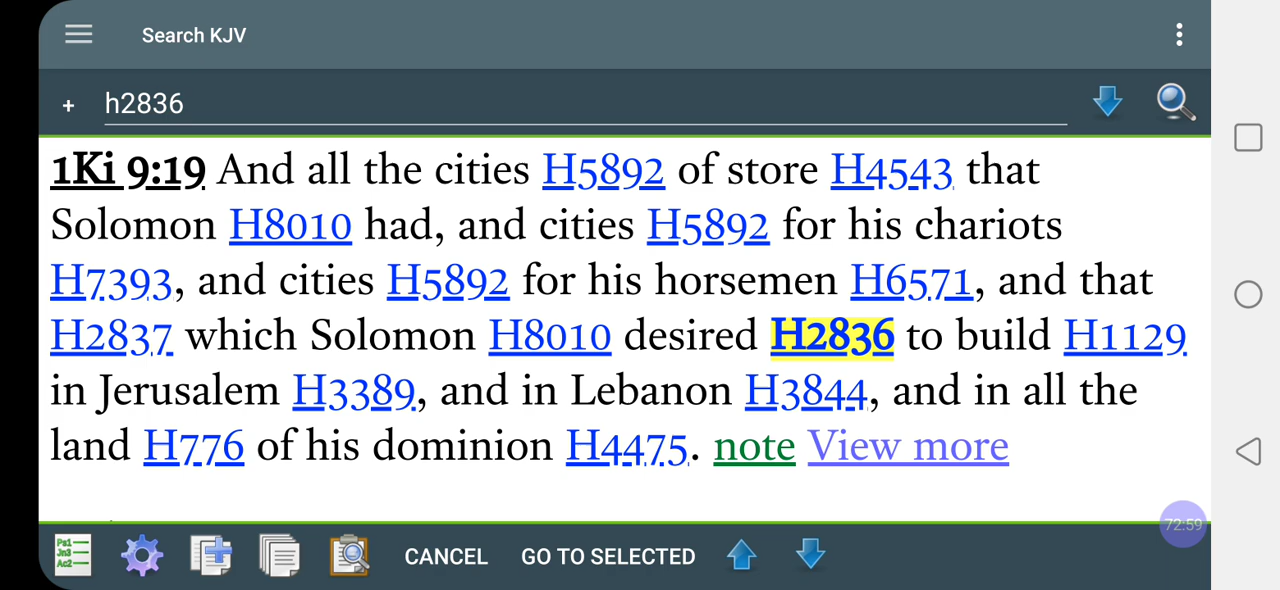 Search KJV
+ h2836
1Ki 9:19 And all the cities H5892 of store H4543 that
Solomon H8010 had, and cities H5892 for his chariots
H7393, and cities H5892 for his horsemen H6571, and that
H2837 which Solomon H8010 desired H2836 to build H1129
in Jerusalem H3389, and in Lebanon H3844, and in all the
land H776 of his dominion H4475. note View more
72:59
Ps1
Jn3
Ac2
CANCEL GO TO SELECTED